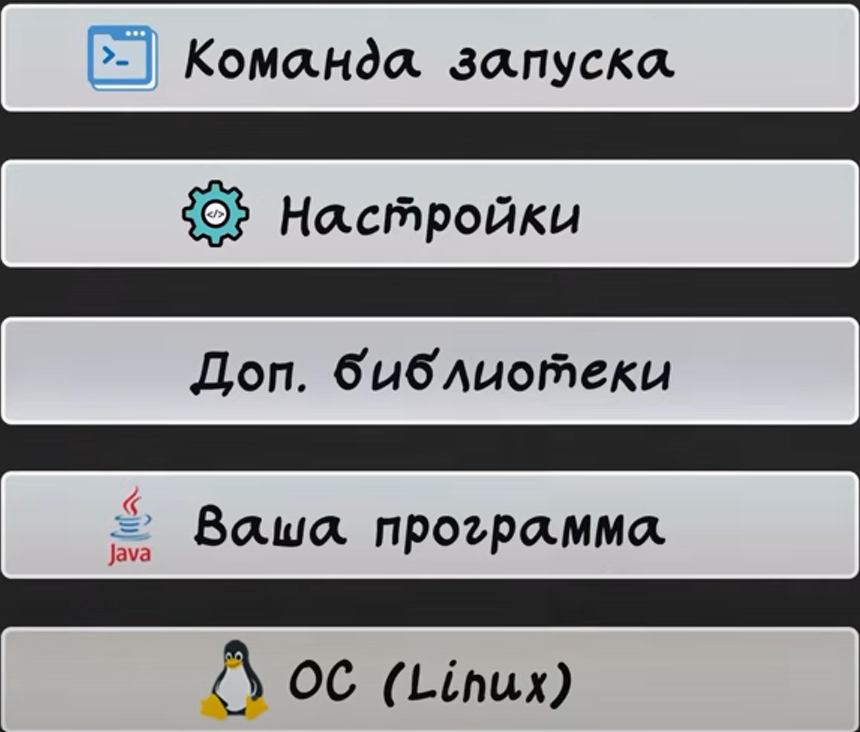 Команда запуска
Настройки
Доп. библиотеки
Java
Ваша программа
ОС (Linux)